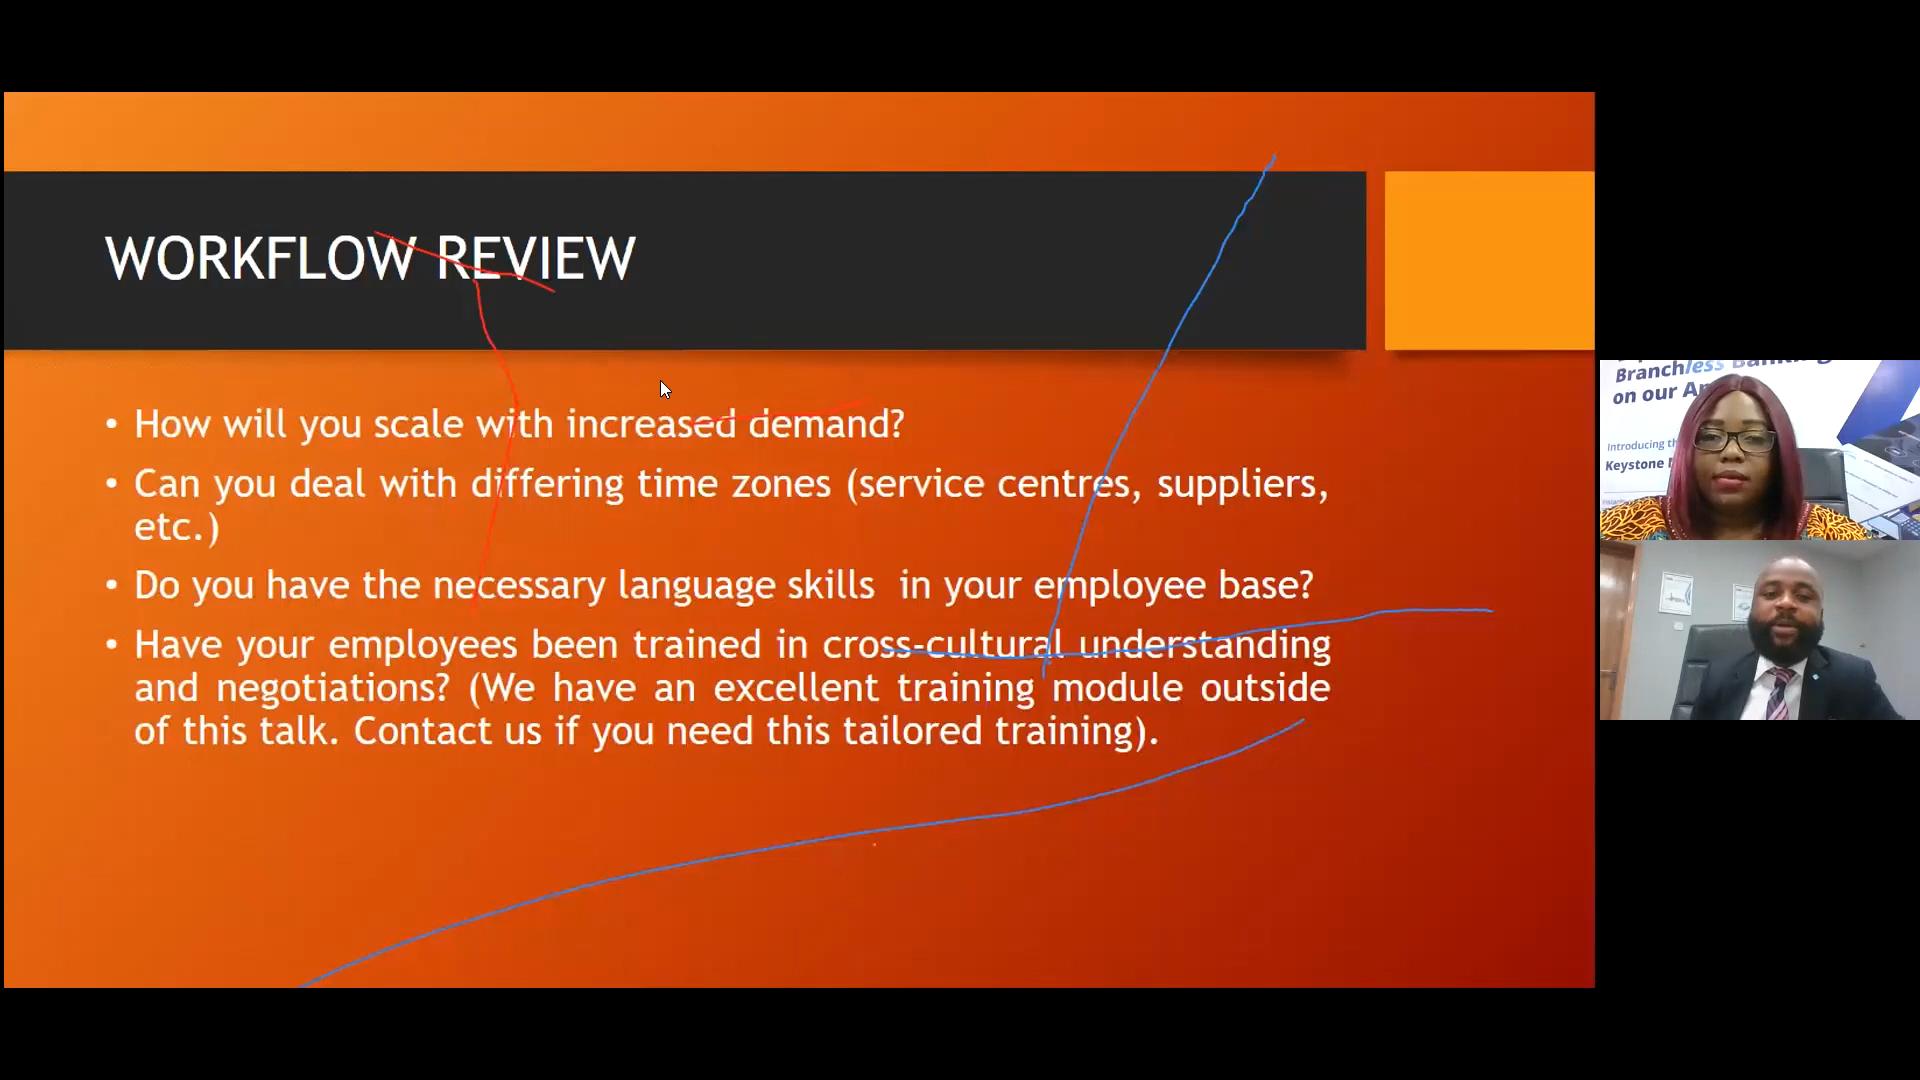 WORKFLOW REVIEW
• How will you scale with increased demand?
• Can you deal with differing time zones (service centres, suppliers,
etc.)
• Do you have the necessary language skills in your employee base?
• Have your employees been trained in cross-cultural understanding
and negotiations? (We have an excellent training module outside
of this talk. Contact us if you need this tailored training).
Branchless Banking
on our
Introducing
Keystone